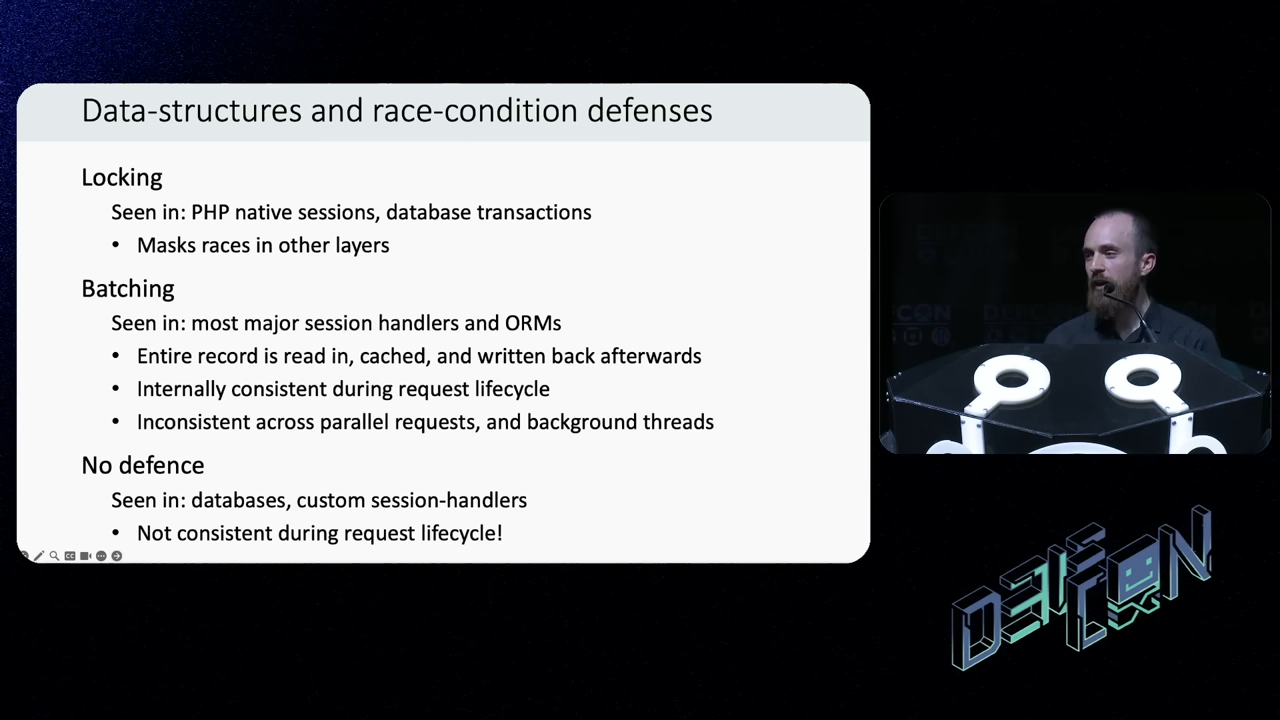 Data-structures and race-condition defenses
Locking
Seen in: PHP native sessions, database transactions
• Masks races in other layers
Batching
Seen in: most major session handlers and ORMs
• Entire record is read in, cached, and written back afterwards
• Internally consistent during request lifecycle
• Inconsistent across parallel requests, and background threads
No defence
Seen in: databases, custom session-handlers
• Not consistent during request lifecycle!
DEF
CON